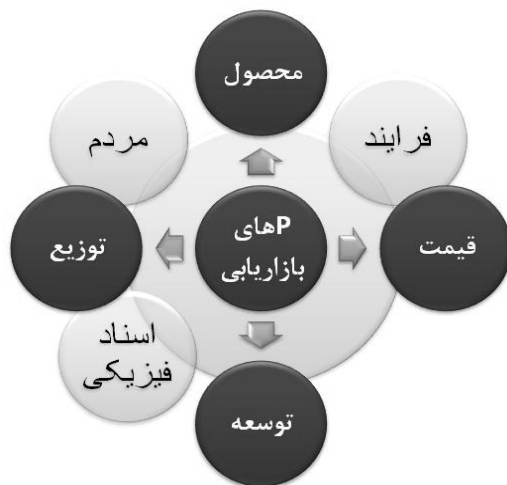 محصول
فرایند
مردم
قیمت
Pهای
بازاریابی
توزیع
اسناد
فیزیکی
توسعه